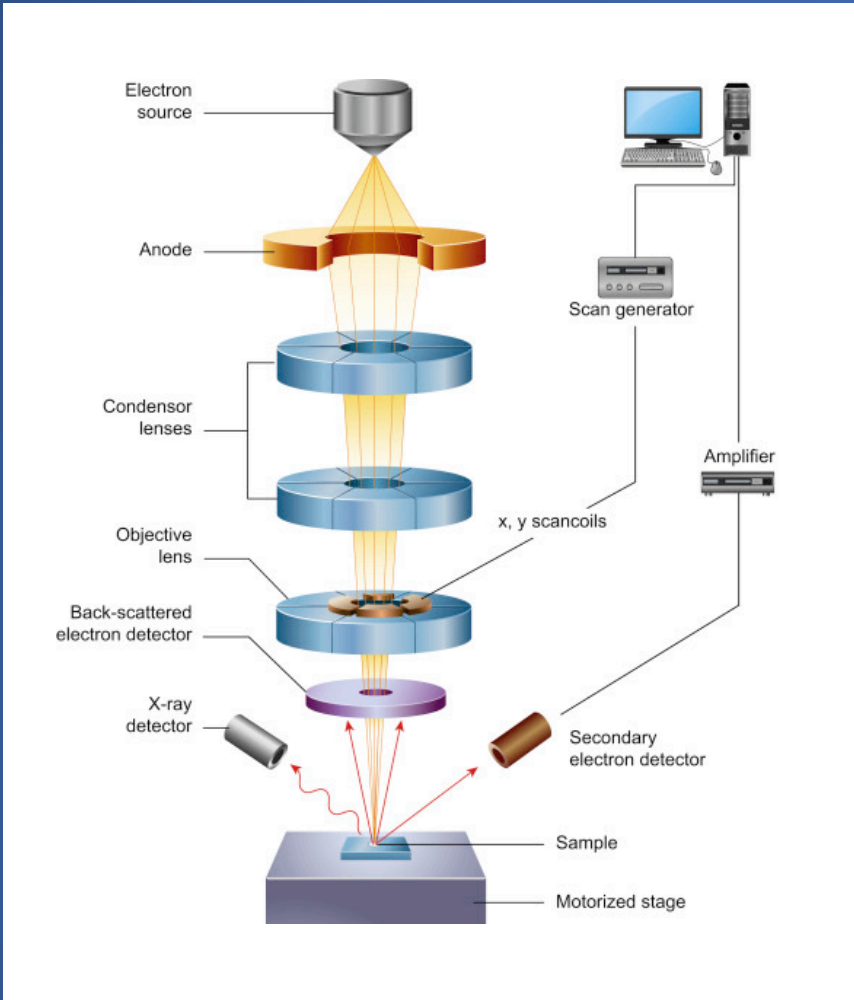 Electron
source
Anode
Scan generator
Condensor
lenses
Amplifier
x, y scancoils
Objective
lens
Back-scattered
electron detector
X-ray
detector
Secondary
electron detector
Sample
Motorized stage